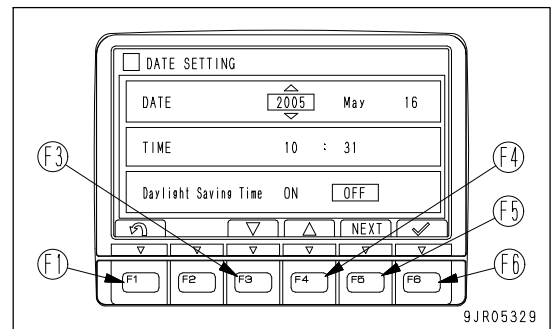 DATE SETTING
DATE 2005 May 16
TIME 10 : 31
Daylight Saving Time ON OFF
F3
F4
NEXT
F5
F1
F1 F2 F3 F4 F5 F6
F6
9JR05329